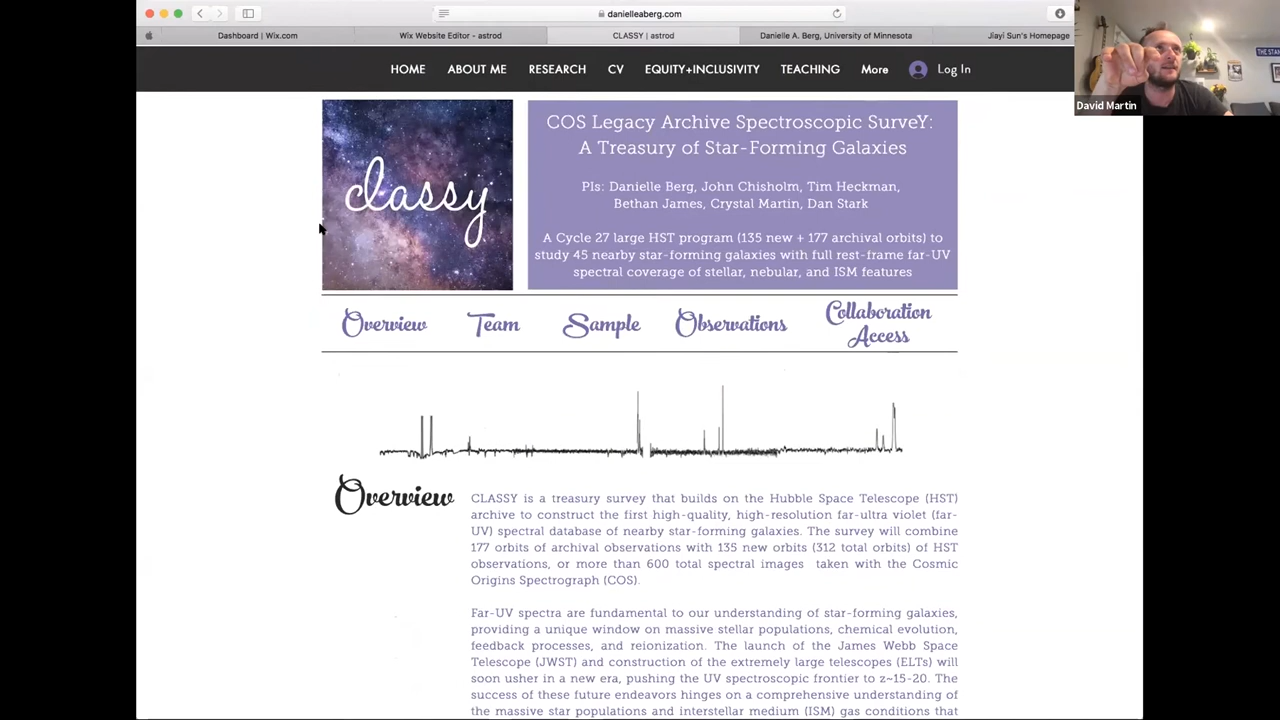 danielleaberg.com
Dashboard | Wix.com
Wix Website Editor - astrod
CLASSY | astrod
Danielle A. Berg, University of Minnesota
Jiayi Sun's Homepage
HOME
ABOUT ME
RESEARCH
CV
EQUITY+INCLUSIVITY
TEACHING
More
Log In
THE STAN
David Martin
classy
COS Legacy Archive Spectroscopic SurveY:
A Treasury of Star-Forming Galaxies
PIs: Danielle Berg, John Chisholm, Tim Heckman,
Bethan James, Crystal Martin, Dan Stark
A Cycle 27 large HST program (135 new + 177 archival orbits) to
study 45 nearby star-forming galaxies with full rest-frame far-UV
spectral coverage of stellar, nebular, and ISM features
Overview
Team
Sample
Observations
Collaboration
Access
Overview
CLASSY is a treasury survey that builds on the Hubble Space Telescope (HST)
archive to construct the first high-quality, high-resolution far-ultra violet (far-
UV) spectral database of nearby star-forming galaxies. The survey will combine
177 orbits of archival observations with 135 new orbits (312 total orbits) of HST
observations, or more than 600 total spectral images taken with the Cosmic
Origins Spectrograph (COS).
Far-UV spectra are fundamental to our understanding of star-forming galaxies,
providing a unique window on massive stellar populations, chemical evolution,
feedback processes, and reionization. The launch of the James Webb Space
Telescope (JWST) and construction of the extremely large telescopes (ELTs) will
soon usher in a new era, pushing the UV spectroscopic frontier to z~15-20. The
success of these future endeavors hinges on a comprehensive understanding of
the massive star populations and interstellar medium (ISM) gas conditions that